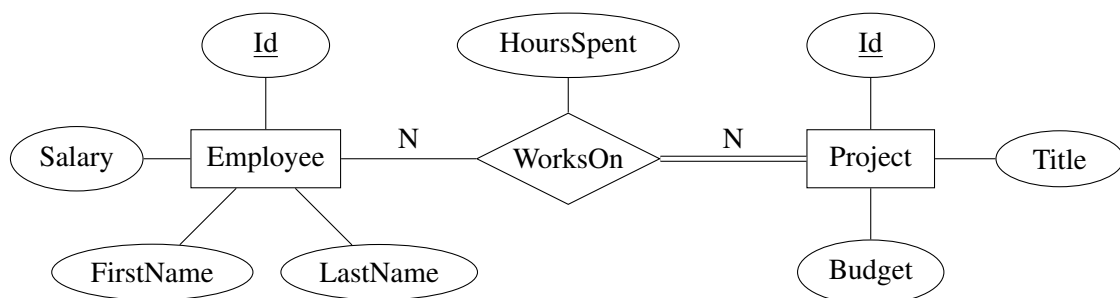 Id
HoursSpent
Id
N
N
Salary
Employee
WorksOn
Project
Title
FirstName
LastName
Budget